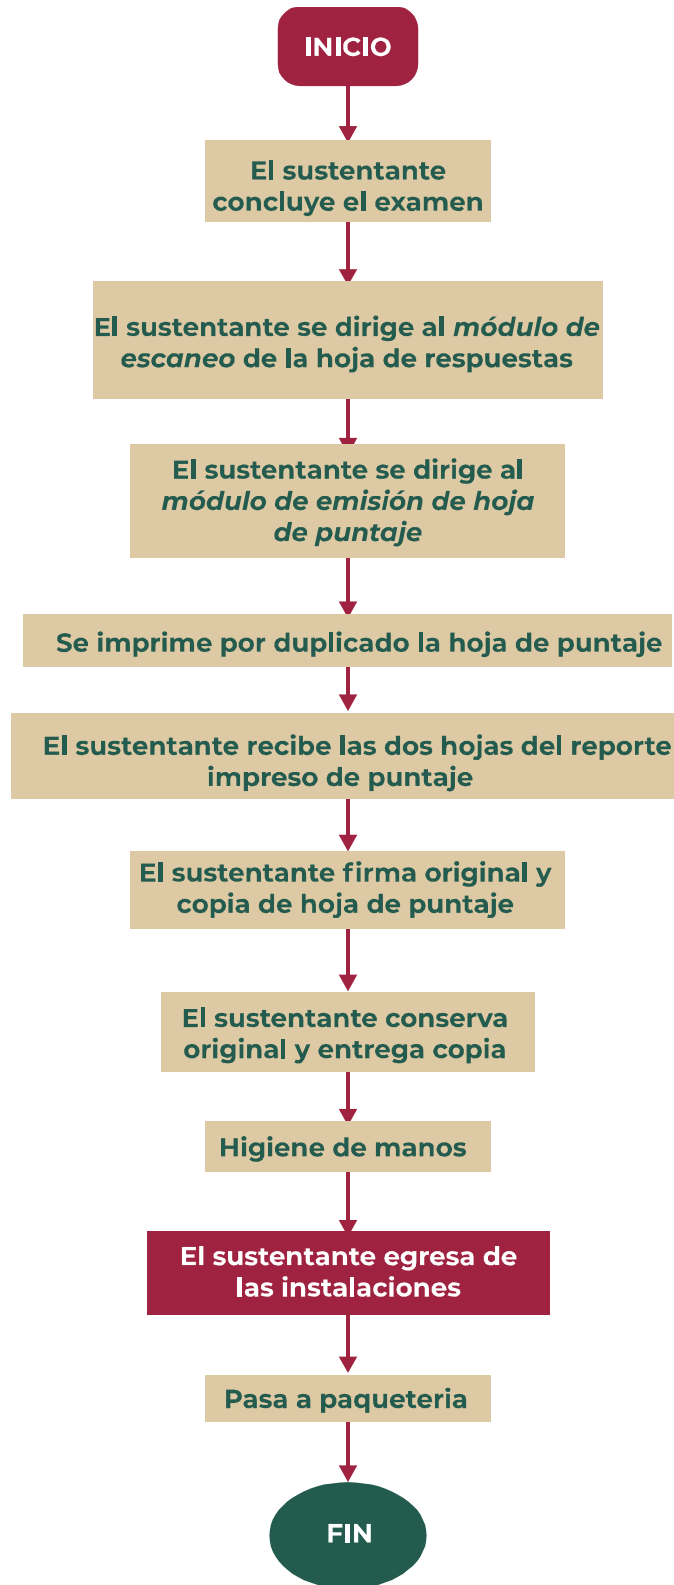 INICIO
El sustentante
concluye el examen
El sustentante se dirige al módulo de
escaneo de la hoja de respuestas
El sustentante se dirige al
módulo de emisión de hoja
de puntaje
Se imprime por duplicado la hoja de puntaje
El sustentante recibe las dos hojas del reporte
impreso de puntaje
El sustentante firma original y
copia de hoja de puntaje
El sustentante conserva
original y entrega copia
Higiene de manos
El sustentante egresa de
las instalaciones
Pasa a paqueteria
FIN